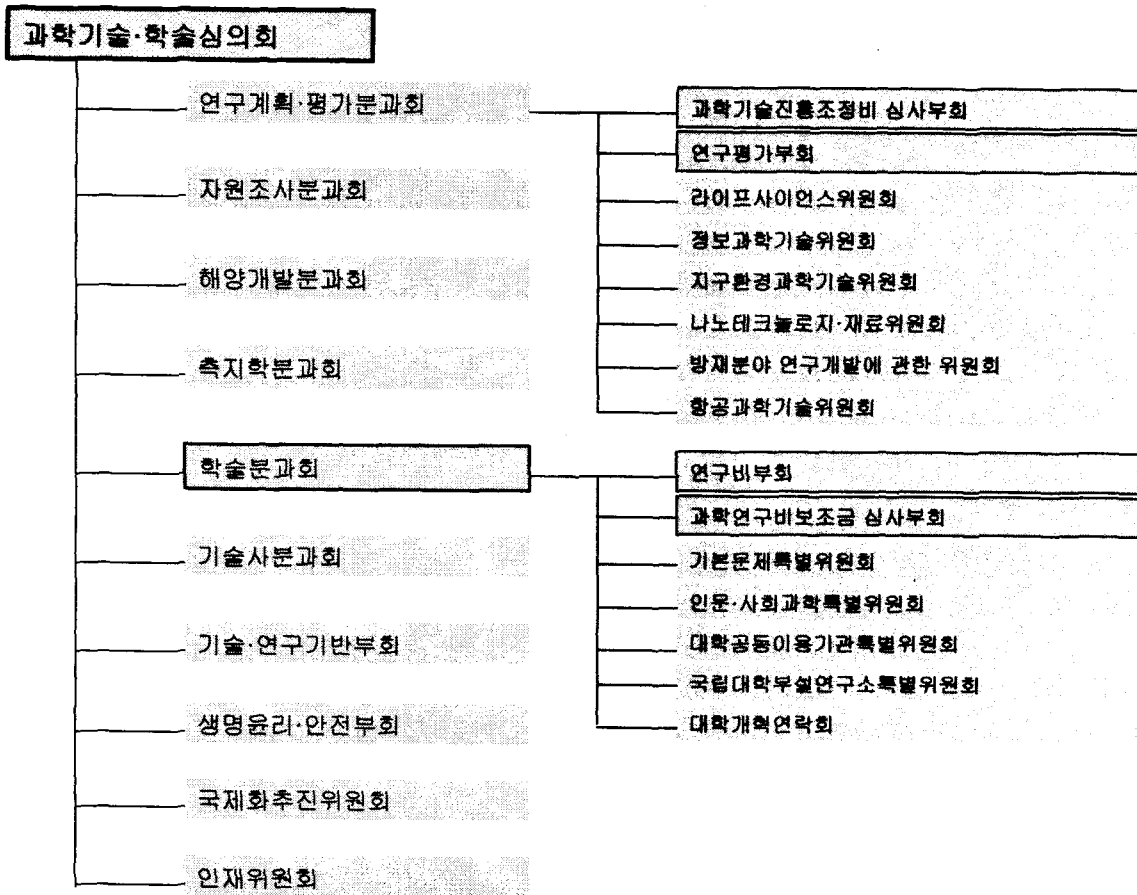 과학기술·학술심의회
연구계획·평가분과회
과학기술진흥조정비 심사부회
연구평가부회
라이프사이언스위원회
정보과학기술위원회
지구환경과학기술위원회
나노테크놀로지·재료위원회
방재분야 연구개발에 관한 위원회
항공과학기술위원회
자원조사분과회
해양개발분과회
측지학분과회
학술분과회
연구비부회
과학연구비보조금 심사부회
기본문제특별위원회
인문·사회과학특별위원회
대학공동이용기관특별위원회
국립대학부설연구소특별위원회
대학개혁연락회
기술사분과회
기술·연구기반부회
생명윤리·안전부회
국제화추진위원회
인재위원회